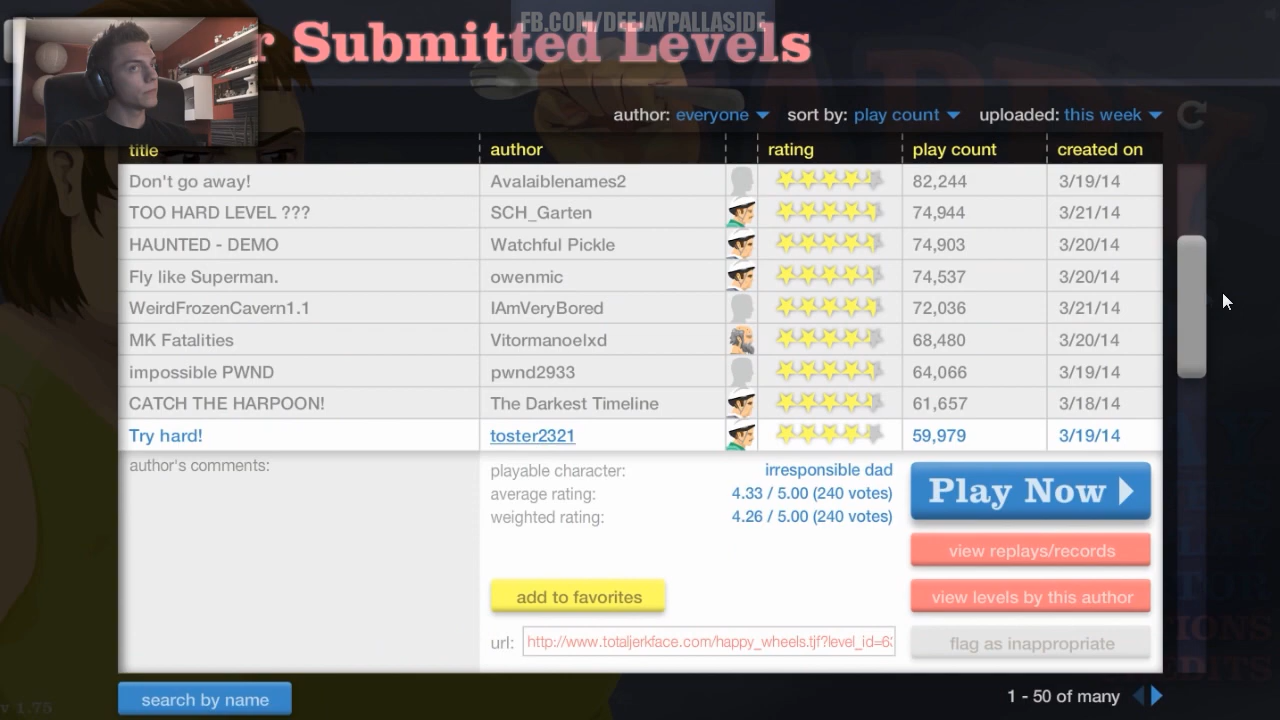 FB.COM/DEEJAYPALLASIDE
r Submitted Levels
author: everyone sort by: play count uploaded: this week
title author rating play count created on
Don't go away! Avalaiblenames2 82,244 3/19/14
TOO HARD LEVEL ??? SCH_Garten 74,944 3/21/14
HAUNTED - DEMO Watchful Pickle 74,903 3/20/14
Fly like Superman. owenmic 74,537 3/20/14
WeirdFrozenCavern1.1 IAmVeryBored 72,036 3/21/14
MK Fatalities Vitormanoelxd 68,480 3/20/14
impossible PWND pwnd2933 64,066 3/19/14
CATCH THE HARPOON! The Darkest Timeline 61,657 3/18/14
Try hard! toster2321 59,979 3/19/14
author's comments:
playable character: irresponsible dad
average rating: 4.33 / 5.00 (240 votes)
weighted rating: 4.26 / 5.00 (240 votes)
Play Now
view replays/records
add to favorites
view levels by this author
url: http://www.totaljerkface.com/happy_wheels.tjf?level_id=6
flag as inappropriate
search by name
1 - 50 of many
v 1.75